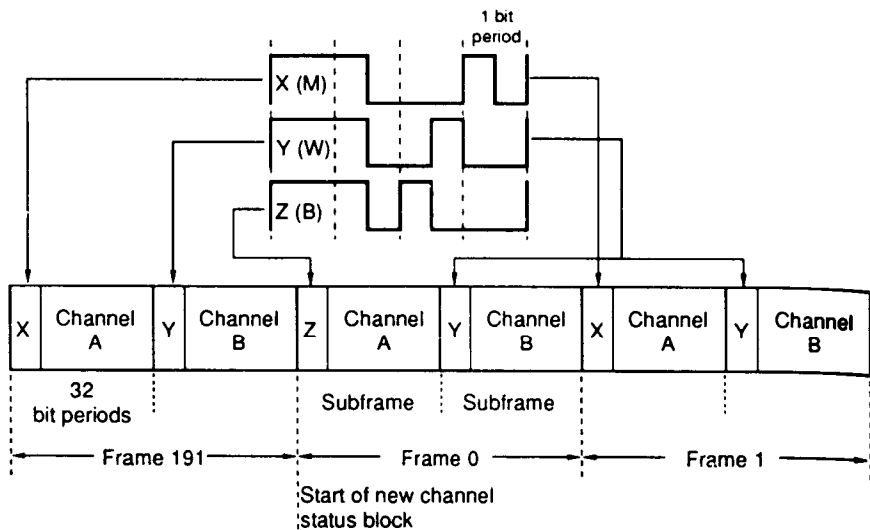 1 bit
period
X (M)
Y (W)
Z (B)
X
Channel
A
Y
Channel
B
Z
Channel
A
Y
Channel
B
X
Channel
A
Y
Channel
B
32
bit periods
Subframe
Subframe
Frame 191
Frame 0
Frame 1
Start of new channel
status block